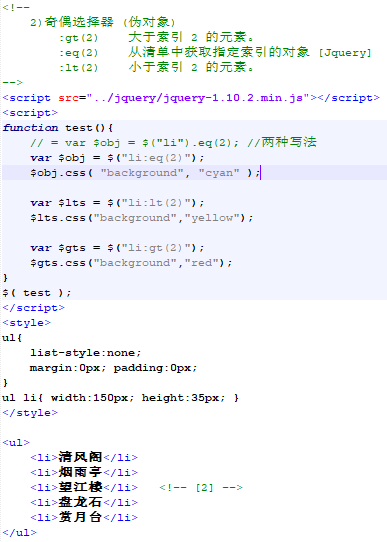 <!--
2)奇偶选择器 (伪对象)
:gt(2) 大于索引 2 的元素。
:eq(2) 从清单中获取指定索引的对象 [Jquery]
:lt(2) 小于索引 2 的元素。
-->
<script src="../jquery/jquery-1.10.2.min.js"></script>
<script>
function test(){
// = var $obj = $("li").eq(2); //两种写法
var $obj = $("li:eq(2)");
$obj.css( "background", "cyan" );
var $lts = $("li:lt(2)");
$lts.css("background","yellow");
var $gts = $("li:gt(2)");
$gts.css("background","red");
}
$( test );
</script>
<style>
ul{
list-style:none;
margin:0px; padding:0px;
}
ul li{ width:150px; height:35px; }
</style>
<ul>
<li>清风阁</li>
<li>烟雨亭</li>
<li>望江楼</li> <!-- [2] -->
<li>盘龙石</li>
<li>赏月台</li>
</ul>